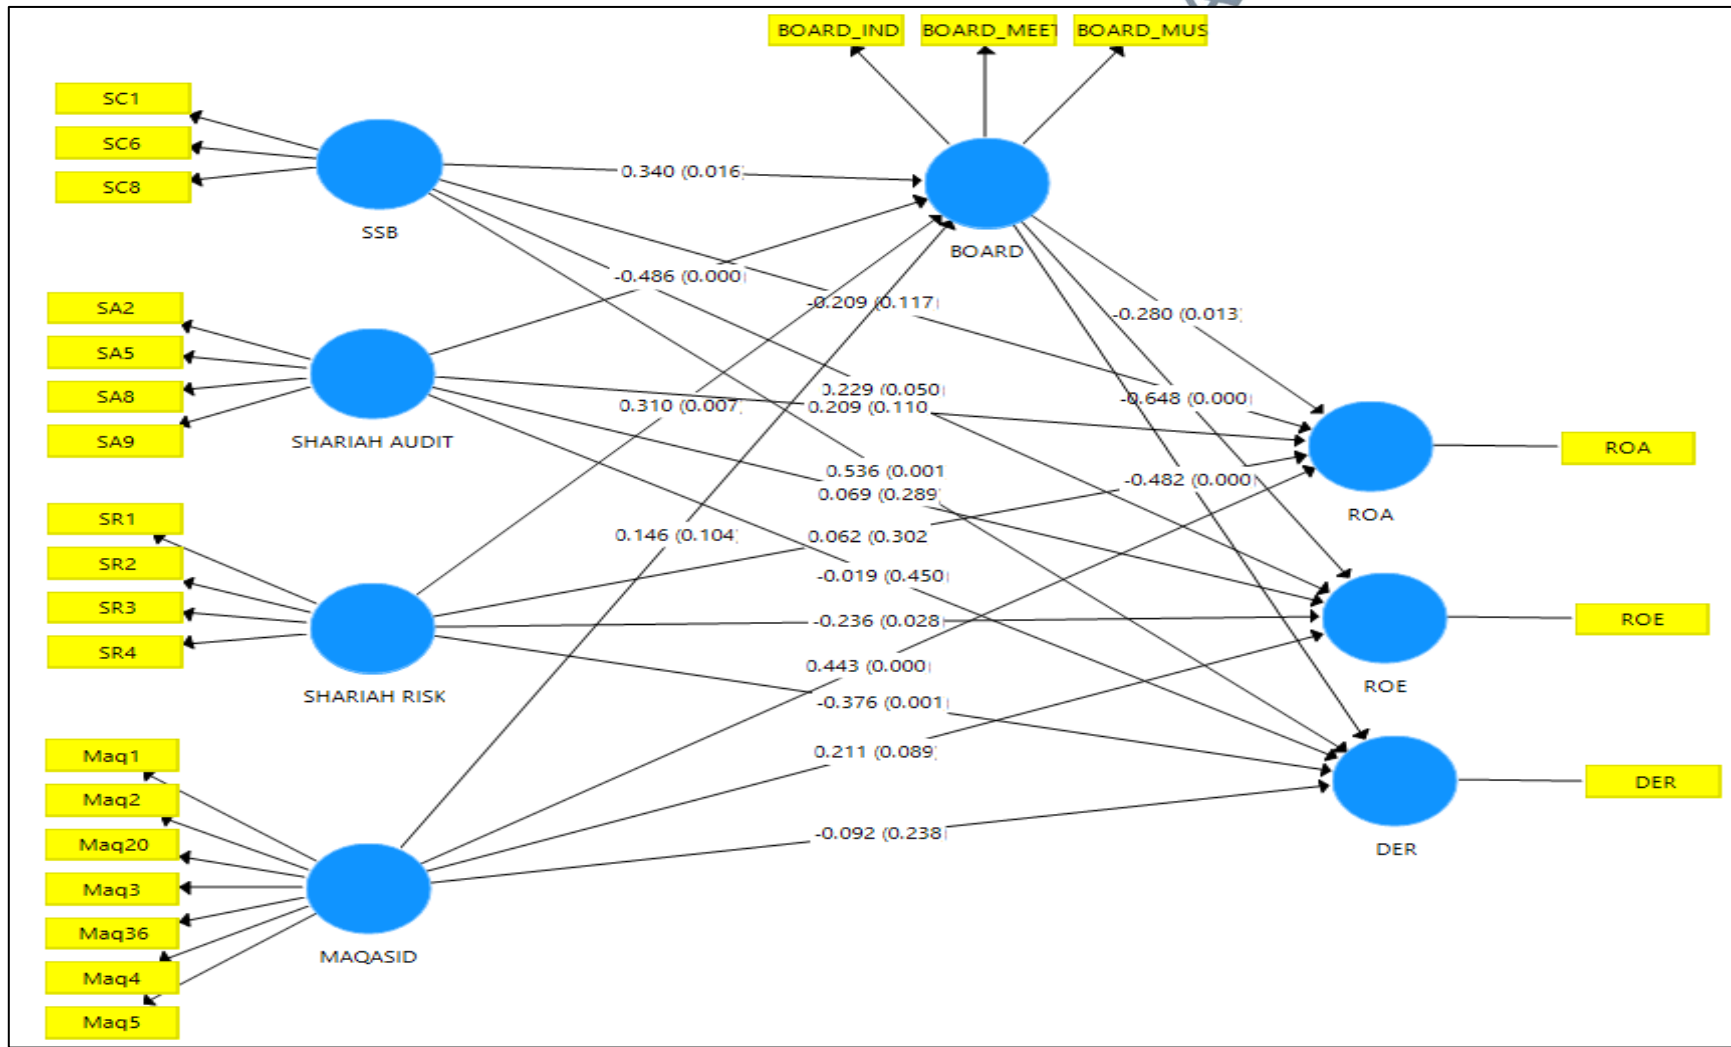 BOARD_IND
BOARD_MEET
BOARD_MUS
SC1
SC6
SC8
SSB
BOARD
0.340 (0.016)
-0.486 (0.000)
-0.209 (0.117)
-0.280 (0.013)
SA2
SA5
SA8
SA9
SHARIAH AUDIT
0.229 (0.050)
0.209 (0.110
-0.648 (0.000)
0.310 (0.007)
ROA
ROA
0.536 (0.001
-0.482 (0.000)
0.069 (0.289)
SR1
SR2
SR3
SR4
SHARIAH RISK
0.146 (0.104)
0.062 (0.302
-0.019 (0.450)
-0.236 (0.028)
ROE
ROE
0.443 (0.000)
-0.376 (0.001)
0.211 (0.089)
DER
DER
-0.092 (0.238)
Maq1
Maq2
Maq20
Maq3
Maq36
Maq4
Maq5
MAQASID